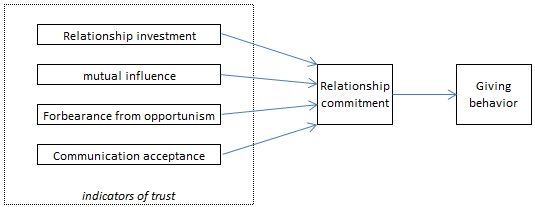 Relationship investment
mutual influence
Forbearance from opportunism
Communication acceptance
indicators of trust
Relationship
commitment
Giving
behavior